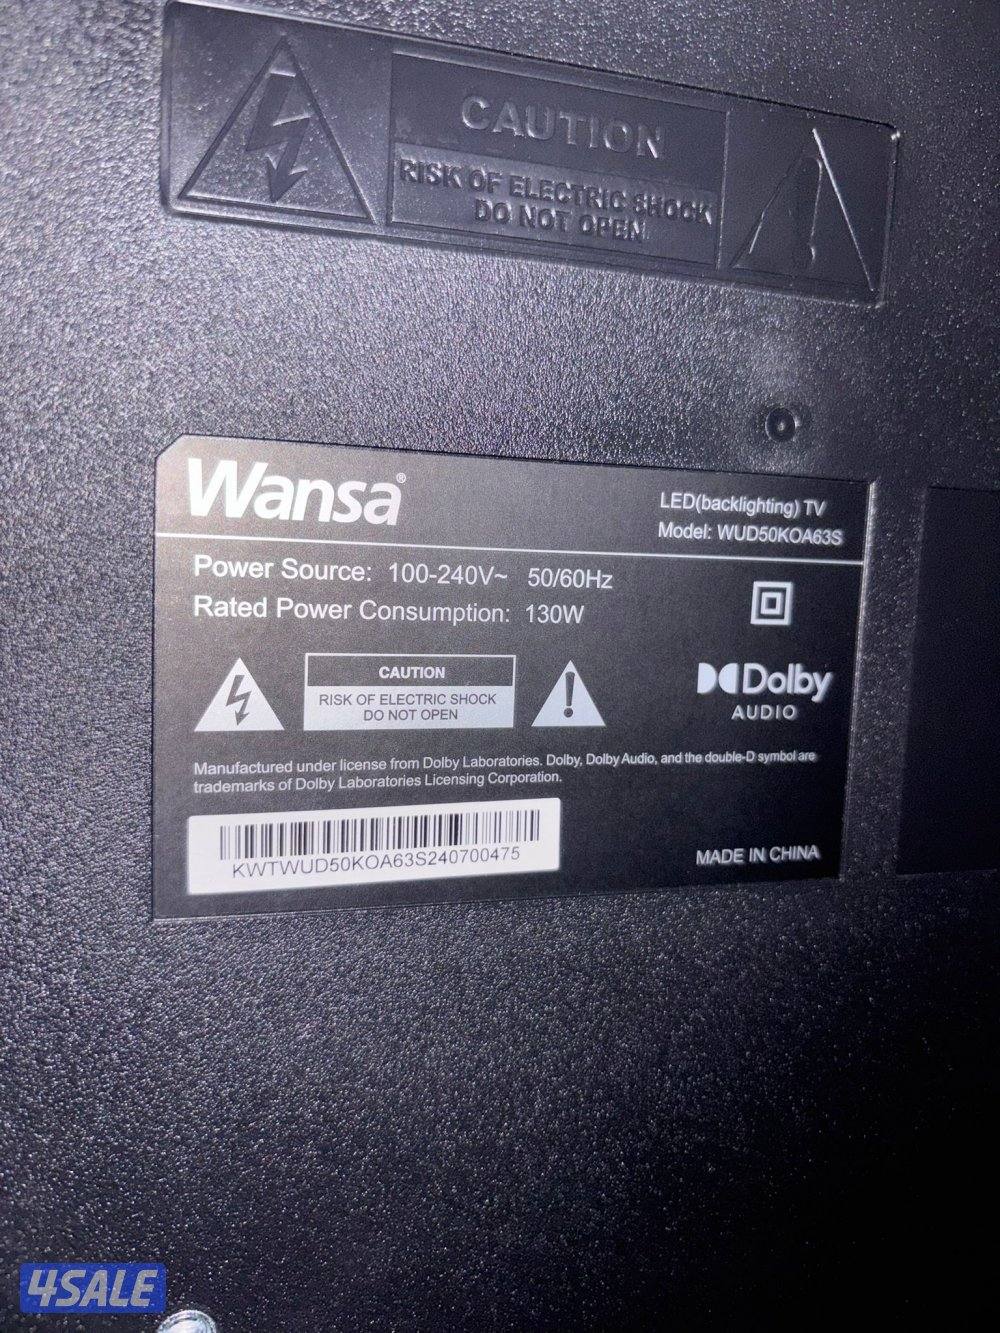 CAUTION
RISK OF ELECTRIC SHOCK
DO NOT OPEN
Wansa®
LED(backlighting) TV
Model: WUD50KOA63S
Power Source: 100-240V~ 50/60Hz
Rated Power Consumption: 130W
CAUTION
RISK OF ELECTRIC SHOCK
DO NOT OPEN
Dolby
AUDIO
Manufactured under license from Dolby Laboratories. Dolby, Dolby Audio, and the double-D symbol are
trademarks of Dolby Laboratories Licensing Corporation.
KWTWUD50KOA63S240700475
MADE IN CHINA
4SALE